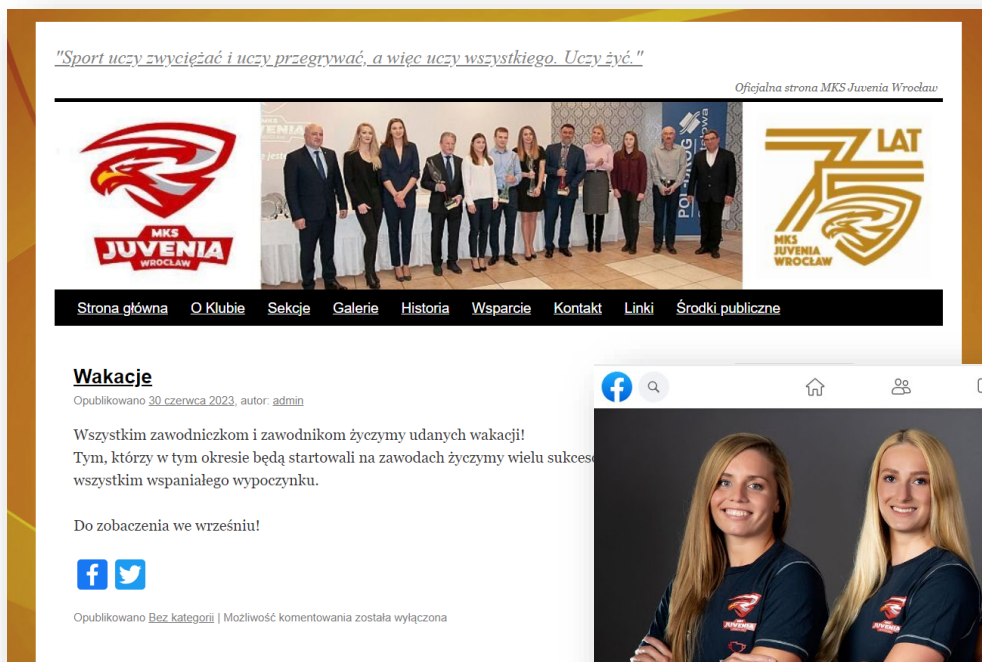 "Sport uczy zwyciężać i uczy przegrywać, a więc uczy wszystkiego. Uczy żyć."
Oficjalna strona MKS Juvenia Wrocław
MKS
JUVENIA
WROCŁAW
75 LAT
MKS
JUVENIA
WROCŁAW
Strona główna O Klubie Sekcje Galerie Historia Wsparcie Kontakt Linki Środki publiczne
Wakacje
Opublikowano 30 czerwca 2023, autor: admin
Wszystkim zawodniczkom i zawodnikom życzymy udanych wakacji!
Tym, którzy w tym okresie będą startowali na zawodach życzymy wielu
wszystkim wspaniałego wypoczynku.
Do zobaczenia we wrześniu!
Opublikowano Bez kategorii | Możliwość komentowania została wyłączona
JUVENIA
JUVENIA